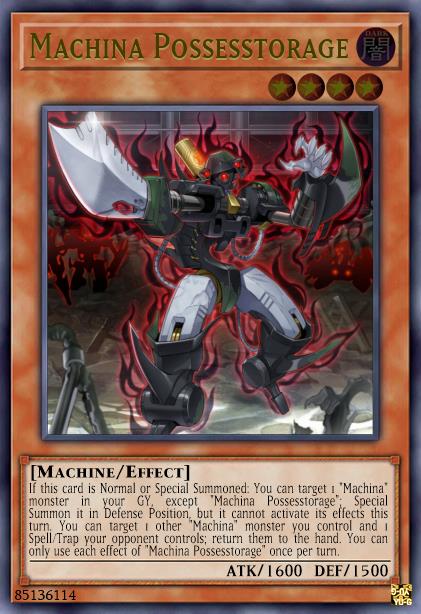 MACHINA POSSESSTORAGE
DARK
闇
[MACHINE/EFFECT]
If this card is Normal or Special Summoned: You can target 1 "Machina"
monster in your GY, except "Machina Possesstorage"; Special
Summon it in Defense Position, but it cannot activate its effects this
turn. You can target 1 other "Machina" monster you control and 1
Spell/Trap your opponent controls; return them to the hand. You can
only use each effect of "Machina Possesstorage" once per turn.
ATK/1600 DEF/1500
85136114